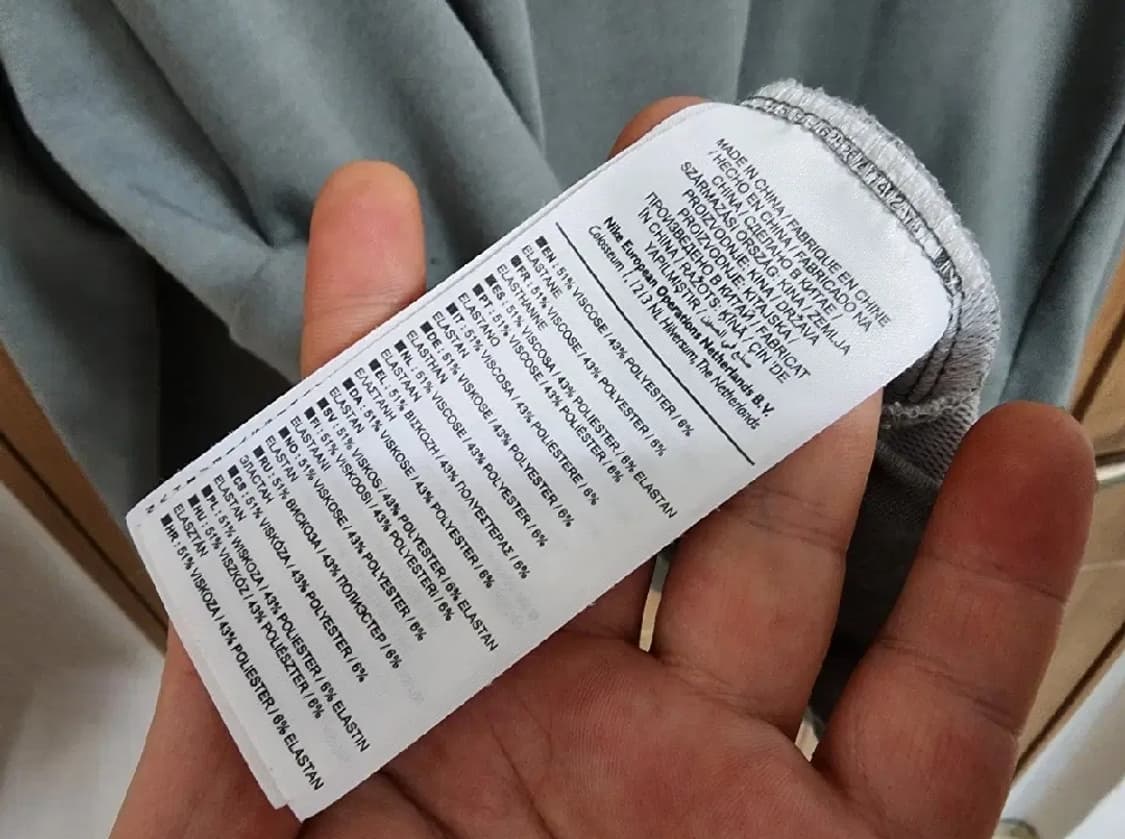 MADE IN CHINA / FABRIQUE EN CHINE
/ HECHO EN CHINA / FABRICADO NA
CHINA / СДЕЛАНО В КИТАЕ /
SZÁRMAZÁSI ORSZÁG: KÍNA / ZEMLJA
PROIZVODNJE: KINA / DRŽAVA
PROIZVODNJE: KITAJSKA /
ПРОИЗВЕДЕНО В КИТАЙ / FABRICAT
ÎN CHINA / RAŽOTS: ĶĪNA / ÇİN' DE
YAPILMIŞTIR / صنع في الصين
Nike European Operations Netherlands B.V.
Colosseum 1 / 1213 NL Hilversum, The Netherlands
EN : 51% VISCOSE / 43% POLYESTER / 6%
ELASTANE
FR : 51% VISCOSE / 43% POLYESTER / 6%
ELASTHANNE
ES : 51% VISCOSA / 43% POLIÉSTER / 6% ELASTAN
PT : 51% VISCOSE / 43% POLIÉSTER / 6%
ELASTANO
IT : 51% VISCOSA / 43% POLIESTERE / 6%
ELASTAN
DE : 51% VISKOSE / 43% POLYESTER / 6%
ELASTHAN
NL : 51% VISCOSE / 43% POLYESTER / 6%
ELASTAN
EL : 51% ΒΙΣΚΟΖΗ / 43% ΠΟΛΥΕΣΤΕΡΑΣ / 6%
ΕΛΑΣΤΑΝΗ
DA : 51% VISKOSE / 43% POLYESTER / 6%
ELASTAN
SV : 51% VISKOS / 43% POLYESTER / 6% ELASTAN
FI : 51% VISKOOSI / 43% POLYESTERI / 6%
ELASTAANI
NO : 51% VISKOSE / 43% POLYESTER / 6%
ELASTAN
RU : 51% ВИСКОЗА / 43% ПОЛИЭСТЕР / 6%
ЭЛАСТАН
CS : 51% VISKÓZA / 43% POLYESTER / 6%
ELASTAN
PL : 51% WISKOZA / 43% POLIESTER / 6% ELASTIN
HU : 51% VISZKÓZ / 43% POLIÉSZTER / 6%
ELASZTÁN
HR : 51% VISKOZA / 43% POLIESTER / 6% ELASTAN